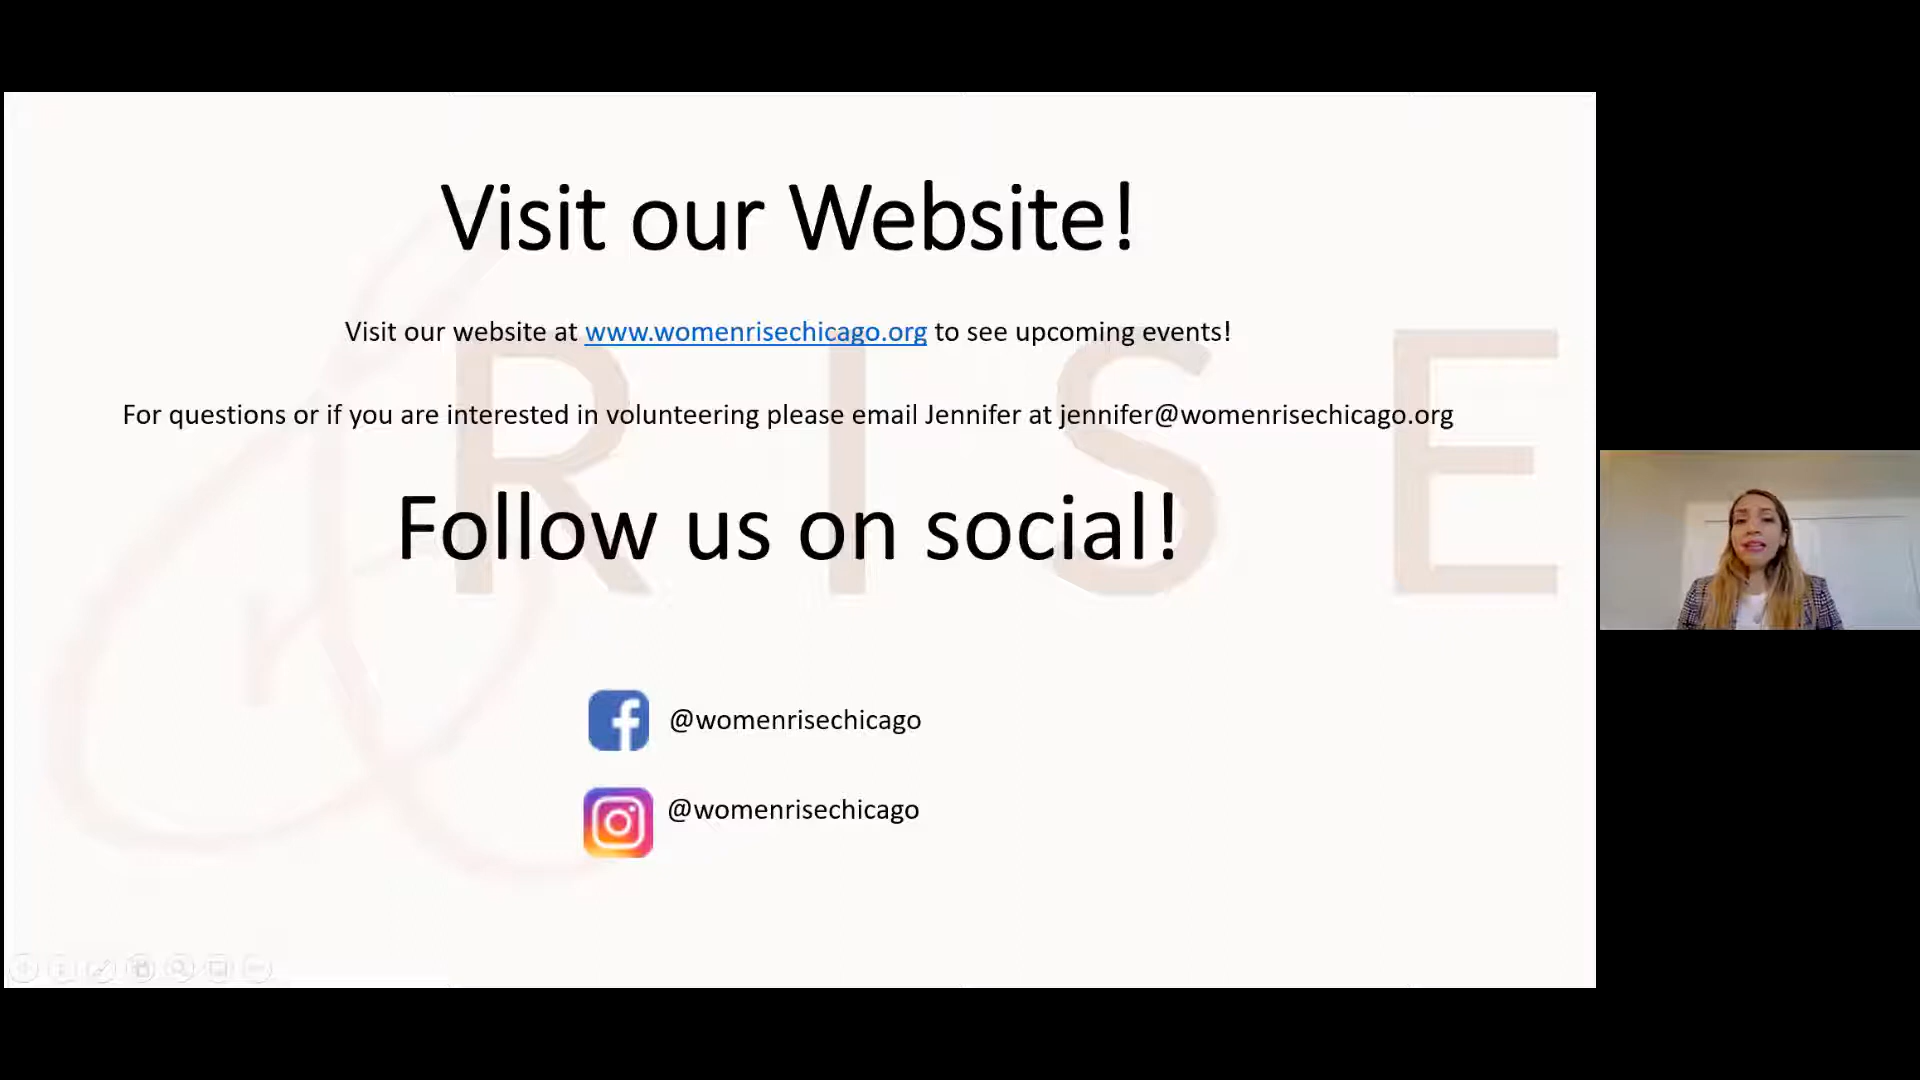 Visit our Website!
Visit our website at www.womenrisechicago.org to see upcoming events!
For questions or if you are interested in volunteering please email Jennifer at jennifer@womenrisechicago.org
RISE
Follow us on social!
@womenrisechicago
@womenrisechicago